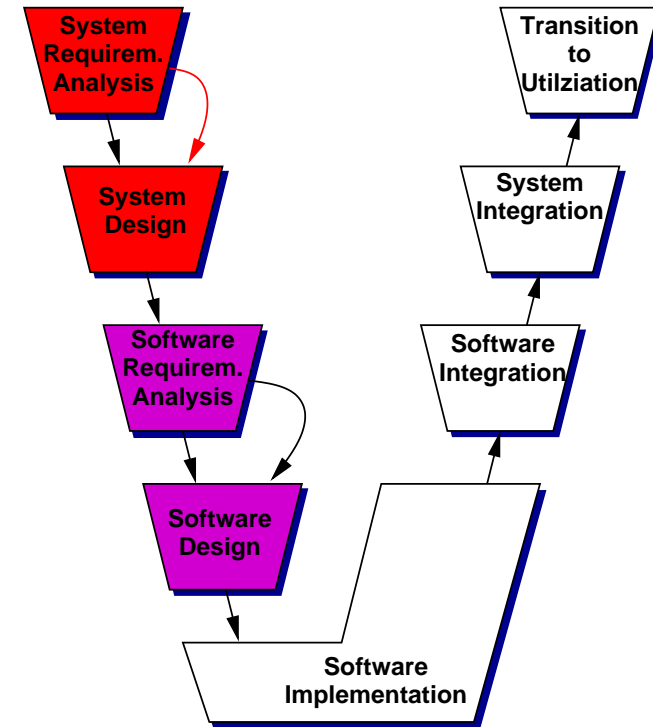 System
Requirem.
Analysis
System
Design
Software
Requirem.
Analysis
Software
Design
Software
Implementation
Software
Integration
System
Integration
Transition
to
Utilziation